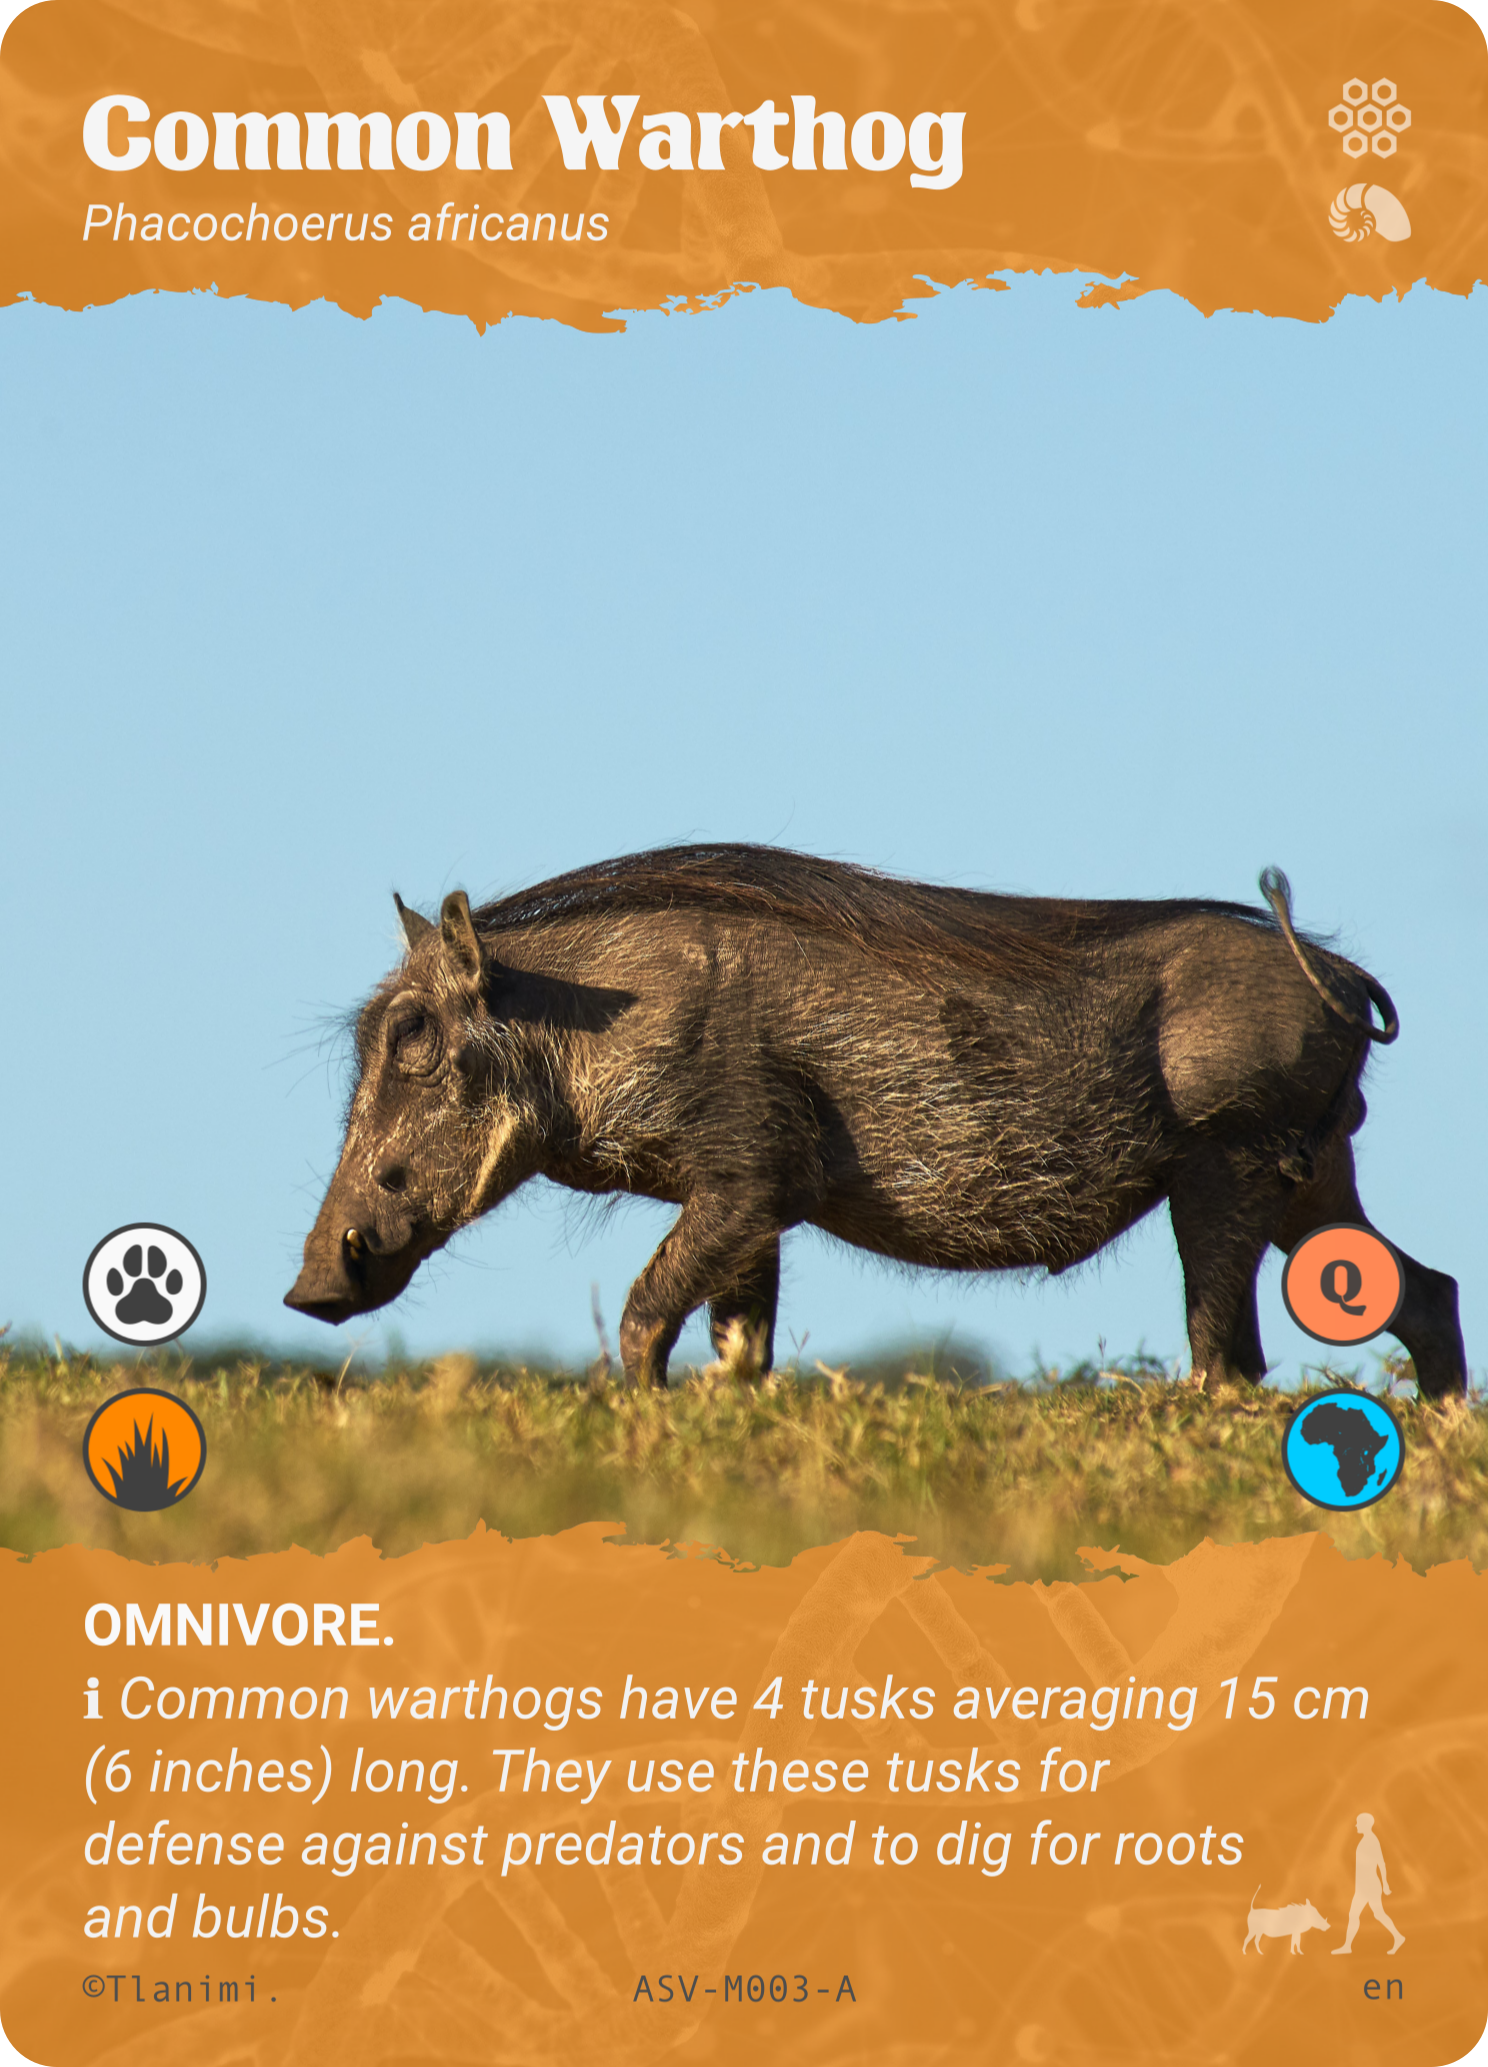 Common Warthog
Phacochoerus africanus
Q
OMNIVORE.
i Common warthogs have 4 tusks averaging 15 cm
(6 inches) long. They use these tusks for
defense against predators and to dig for roots
and bulbs.
©Tlanimi.
ASV-M003-A
en